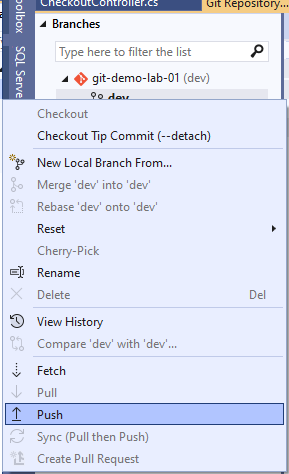 CheckoutController.cs
Git Repository...
Toolbox
SQL Serve
Branches
Type here to filter the list
git-demo-lab-01 (dev)
dev
Checkout
Checkout Tip Commit (--detach)
New Local Branch From...
Merge 'dev' into 'dev'
Rebase 'dev' onto 'dev'
Reset
Cherry-Pick
Rename
Delete Del
View History
Compare 'dev' with 'dev'...
Fetch
Pull
Push
Sync (Pull then Push)
Create Pull Request